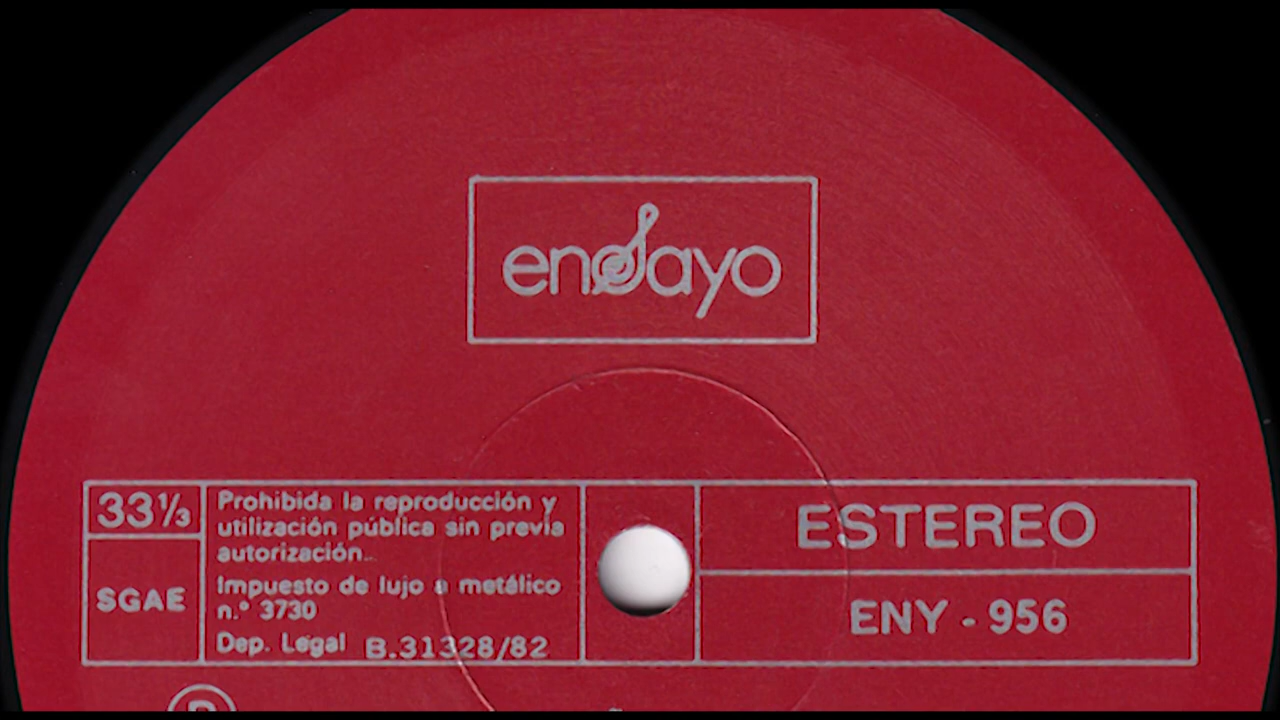 ensayo
33⅓
SGAE
Prohibida la reproducción y
utilización pública sin previa
autorización.
Impuesto de lujo a metálico
n.º 3730
Dep. Legal B.31328/82
ESTEREO
ENY - 956
Ⓟ